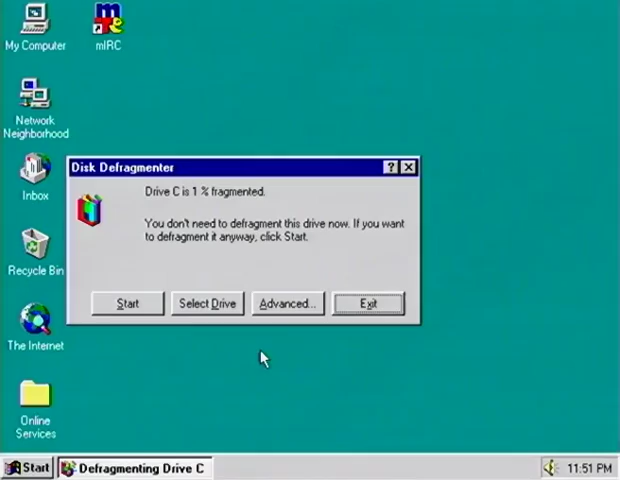 My Computer
mIRC
Network
Neighborhood
Inbox
Recycle Bin
The Internet
Online
Services
Disk Defragmenter
Drive C is 1 % fragmented.
You don't need to defragment this drive now. If you want
to defragment it anyway, click Start.
Start
Select Drive
Advanced...
Exit
Start
Defragmenting Drive C
11:51 PM